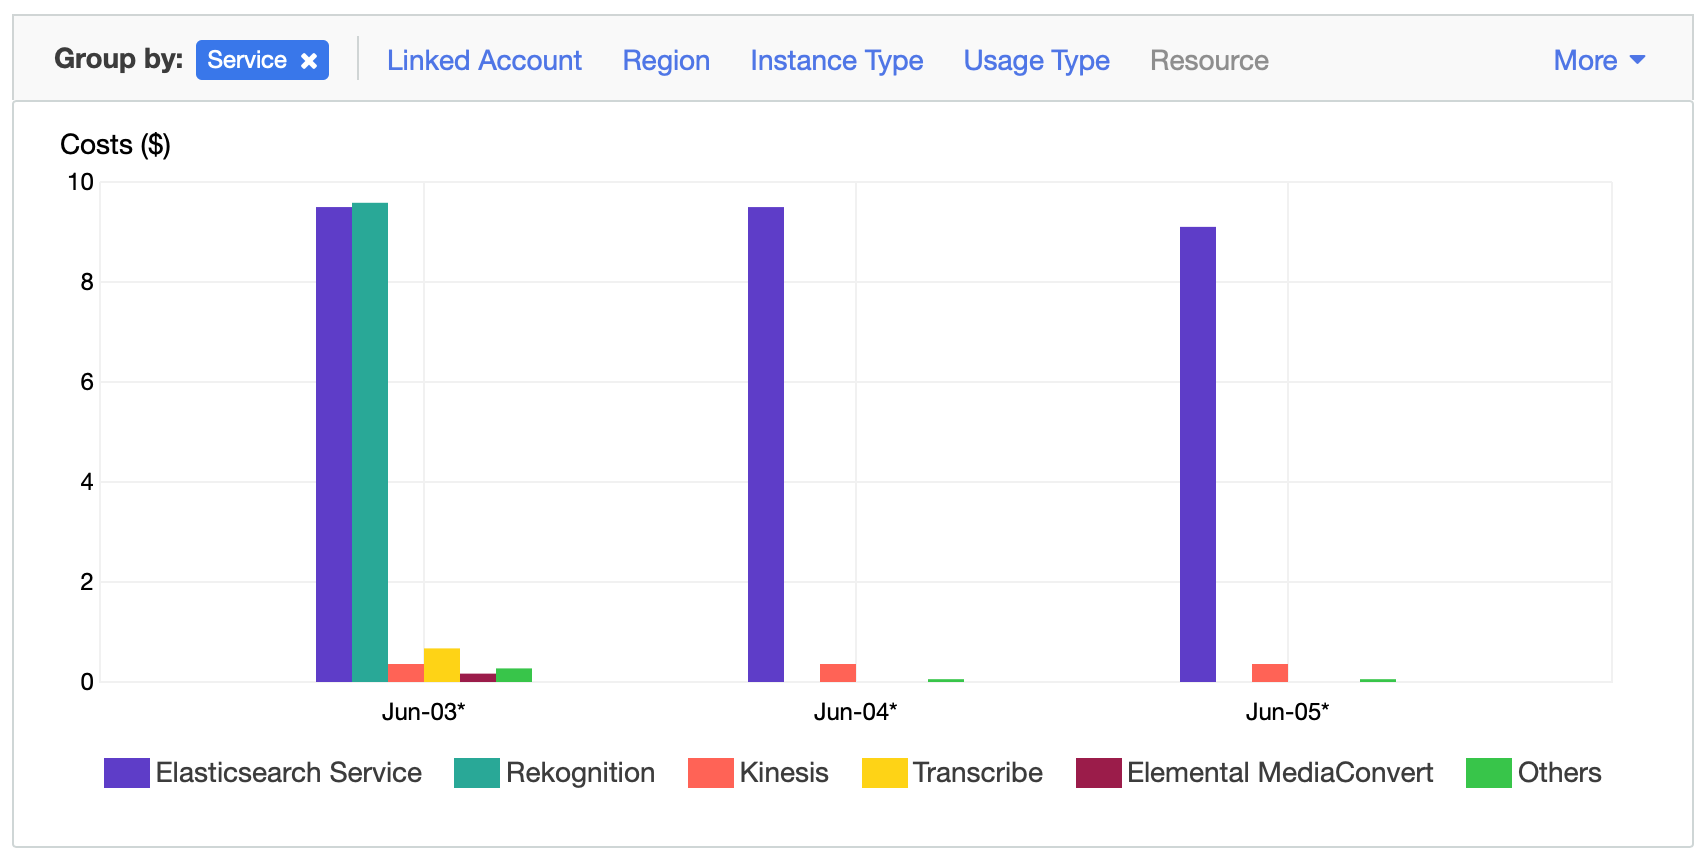 Group by: Service × Linked Account Region Instance Type Usage Type Resource More
Costs ($)
10
8
6
4
2
0
Jun-03* Jun-04* Jun-05*
Elasticsearch Service Rekognition Kinesis Transcribe Elemental MediaConvert Others